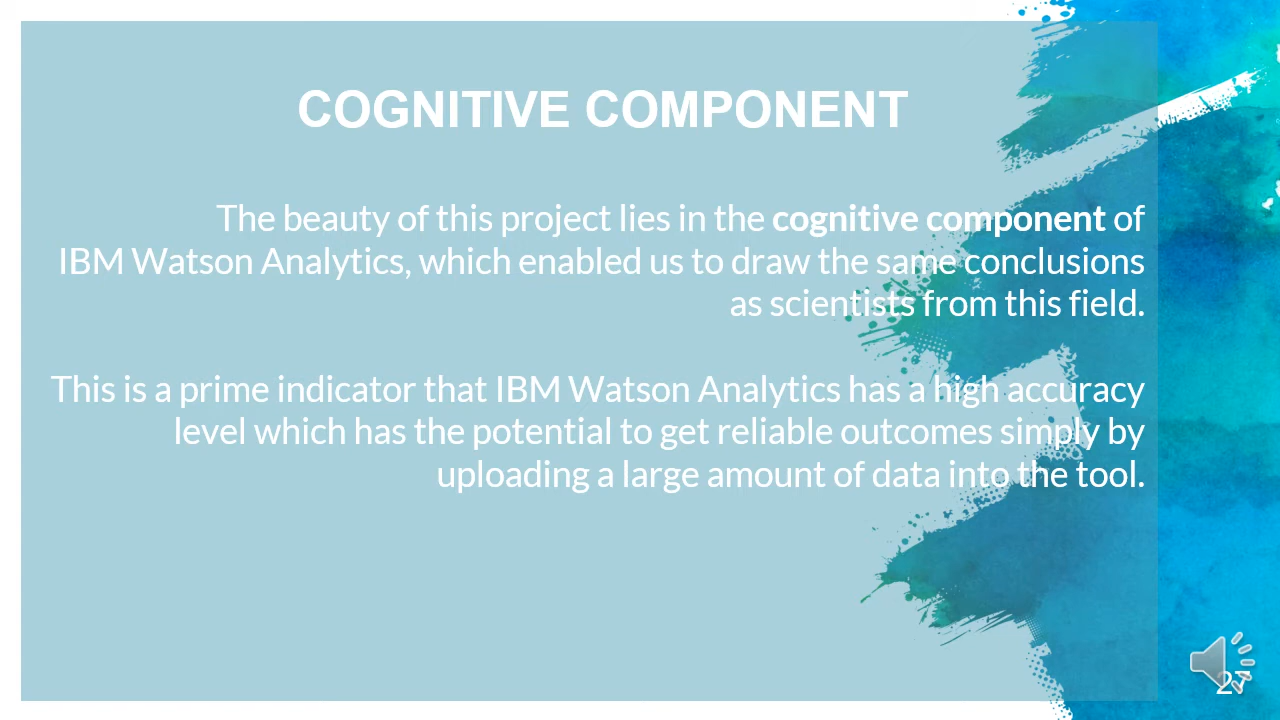 COGNITIVE COMPONENT
The beauty of this project lies in the cognitive component of
IBM Watson Analytics, which enabled us to draw the same conclusions
as scientists from this field.
This is a prime indicator that IBM Watson Analytics has a high accuracy
level which has the potential to get reliable outcomes simply by
uploading a large amount of data into the tool.
27